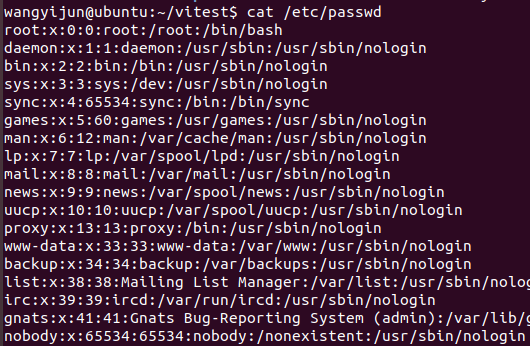 wangyijun@ubuntu:~/vitest$ cat /etc/passwd
root:x:0:0:root:/root:/bin/bash
daemon:x:1:1:daemon:/usr/sbin:/usr/sbin/nologin
bin:x:2:2:bin:/bin:/usr/sbin/nologin
sys:x:3:3:sys:/dev:/usr/sbin/nologin
sync:x:4:65534:sync:/bin:/bin/sync
games:x:5:60:games:/usr/games:/usr/sbin/nologin
man:x:6:12:man:/var/cache/man:/usr/sbin/nologin
lp:x:7:7:lp:/var/spool/lpd:/usr/sbin/nologin
mail:x:8:8:mail:/var/mail:/usr/sbin/nologin
news:x:9:9:news:/var/spool/news:/usr/sbin/nologin
uucp:x:10:10:uucp:/var/spool/uucp:/usr/sbin/nologin
proxy:x:13:13:proxy:/bin:/usr/sbin/nologin
www-data:x:33:33:www-data:/var/www:/usr/sbin/nologin
backup:x:34:34:backup:/var/backups:/usr/sbin/nologin
list:x:38:38:Mailing List Manager:/var/list:/usr/sbin/nolo
irc:x:39:39:ircd:/var/run/ircd:/usr/sbin/nologin
gnats:x:41:41:Gnats Bug-Reporting System (admin):/var/lib/g
nobody:x:65534:65534:nobody:/nonexistent:/usr/sbin/nologin